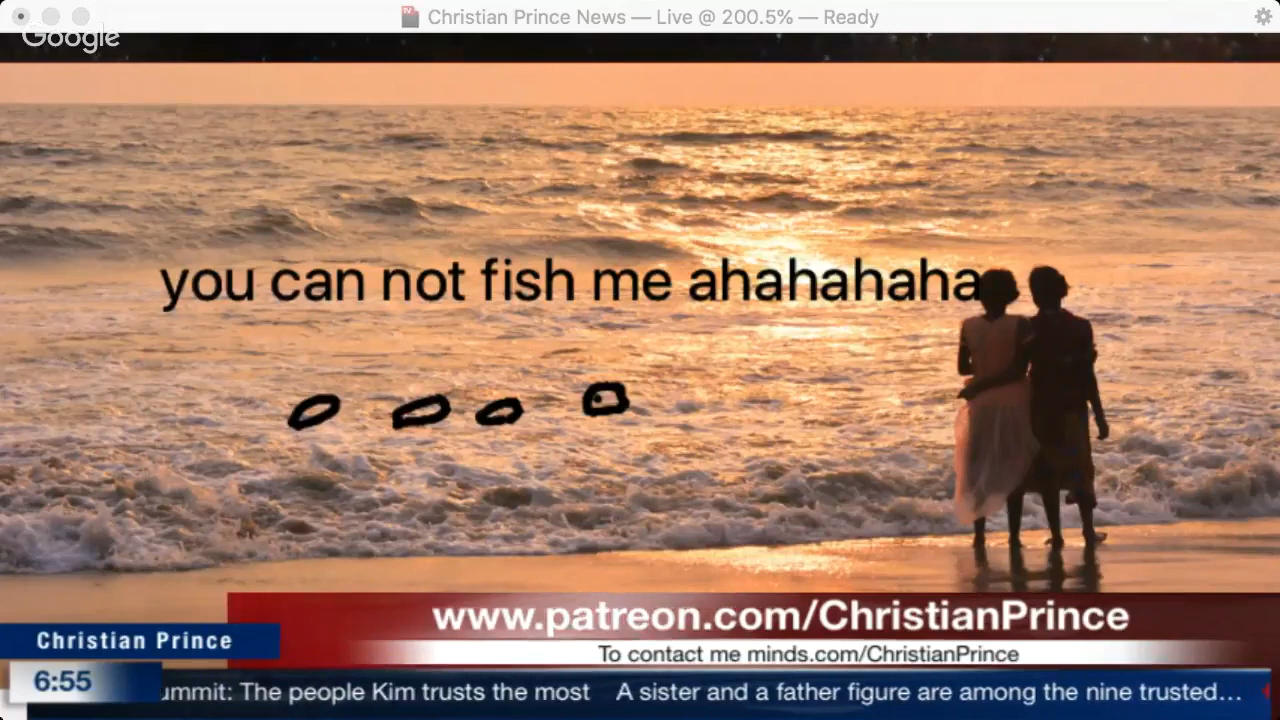 Christian Prince News — Live @ 200.5% — Ready
Google
you can not fish me ahahahaha
www.patreon.com/ChristianPrince
Christian Prince
To contact me minds.com/ChristianPrince
6:55
ummit: The people Kim trusts the most A sister and a father figure are among the nine trusted...